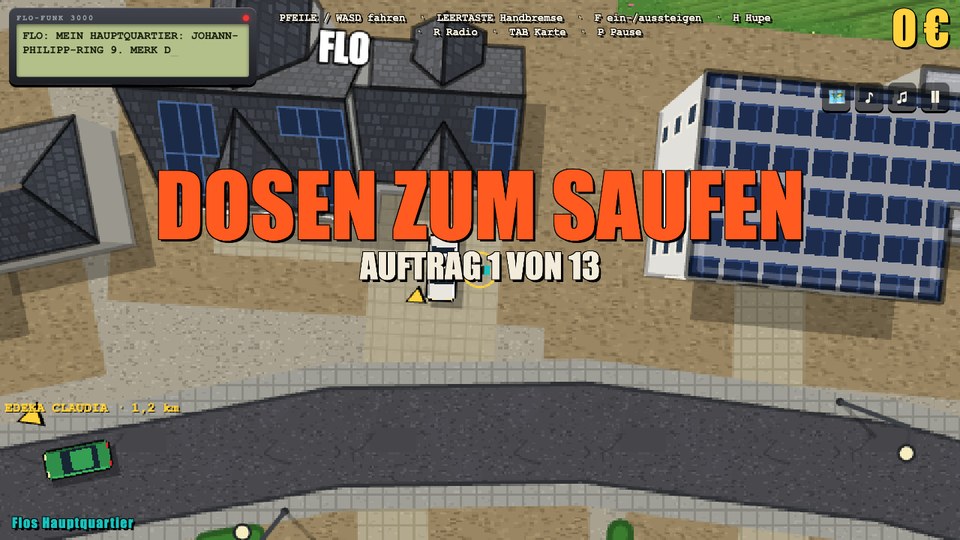 FLO-FUNK 3000
FLO: MEIN HAUPTQUARTIER: JOHANN-
PHILIPP-RING 9. MERK D
PFEILE / WASD fahren · LEERTASTE Handbremse · F ein-/aussteigen · H Hupe
· R Radio · TAB Karte · P Pause
0 €
FLO
DOSEN ZUM SAUFEN
AUFTRAG 1 VON 13
EDEKA CLAUDIA · 1,2 km
Flos Hauptquartier